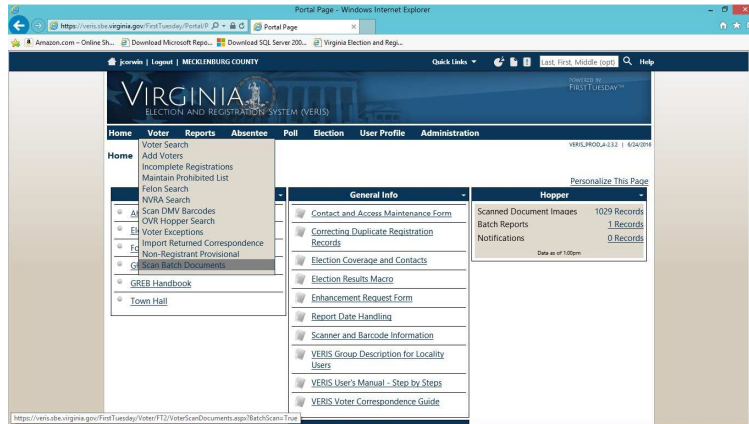 Portal Page - Windows Internet Explorer
https://veris.sbe.virginia.gov/FirstTuesday/Portal/P
Portal Page
Amazon.com – Online Sh... Download Microsoft Repo... Download SQL Server 200... Virginia Election and Regi...
jcorwin | Logout | MECKLENBURG COUNTY Quick Links Last, First, Middle (opt) Help
VIRGINIA
ELECTION AND REGISTRATION SYSTEM (VERIS)
POWERED BY
FIRSTTUESDAY™
Home Voter Reports Absentee Poll Election User Profile Administration
VERIS_PROD_4-2.3.2 | 6/24/2016
Home
Voter Search
Add Voters
Incomplete Registrations
Maintain Prohibited List
Felon Search
NVRA Search
Scan DMV Barcodes
OVR Hopper Search
Voter Exceptions
Import Returned Correspondence
Non-Registrant Provisional
Scan Batch Documents
GREB Handbook
Town Hall
Personalize This Page
General Info
Contact and Access Maintenance Form
Correcting Duplicate Registration
Records
Election Coverage and Contacts
Election Results Macro
Enhancement Request Form
Report Date Handling
Scanner and Barcode Information
VERIS Group Description for Locality
Users
VERIS User's Manual - Step by Steps
VERIS Voter Correspondence Guide
Hopper
Scanned Document Images 1029 Records
Batch Reports 1 Records
Notifications 0 Records
Data as of 1:00pm
https://veris.sbe.virginia.gov/FirstTuesday/Voter/FT2/VoterScanDocuments.aspx?BatchScan=True